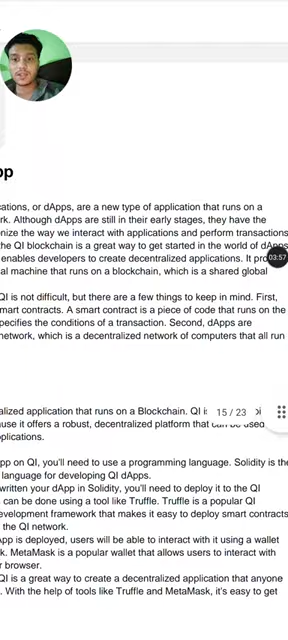 pp
cations, or dApps, are a new type of application that runs on a
rk. Although dApps are still in their early stages, they have the
onize the way we interact with applications and perform transactions
the QI blockchain is a great way to get started in the world of dApps
enables developers to create decentralized applications. It pro
03:57
al machine that runs on a blockchain, which is a shared global
QI is not difficult, but there are a few things to keep in mind. First,
mart contracts. A smart contract is a piece of code that runs on the
pecifies the conditions of a transaction. Second, dApps are
network, which is a decentralized network of computers that all run
alized application that runs on a Blockchain. QI i
15 / 23
use it offers a robust, decentralized platform that can be used
plications.
pp on QI, you'll need to use a programming language. Solidity is the
language for developing QI dApps.
written your dApp in Solidity, you'll need to deploy it to the QI
can be done using a tool like Truffle. Truffle is a popular QI
evelopment framework that makes it easy to deploy smart contracts
the QI network.
App is deployed, users will be able to interact with it using a wallet
k. MetaMask is a popular wallet that allows users to interact with
r browser.
QI is a great way to create a decentralized application that anyone
. With the help of tools like Truffle and MetaMask, it's easy to get